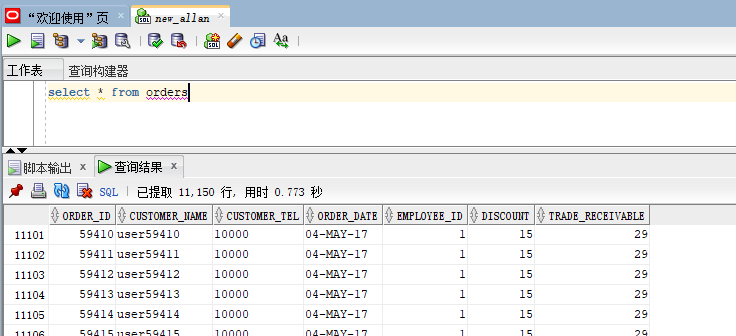 “欢迎使用”页 new_allan
SQL
工作表 查询构建器
select * from orders
脚本输出 x 查询结果 x
SQL 已提取 11,150 行, 用时 0.773 秒
ORDER_ID CUSTOMER_NAME CUSTOMER_TEL ORDER_DATE EMPLOYEE_ID DISCOUNT TRADE_RECEIVABLE
11101 59410 user59410 10000 04-MAY-17 1 15 29
11102 59411 user59411 10000 04-MAY-17 1 15 29
11103 59412 user59412 10000 04-MAY-17 1 15 29
11104 59413 user59413 10000 04-MAY-17 1 15 29
11105 59414 user59414 10000 04-MAY-17 1 15 29
11106 59415 user59415 10000 04-MAY-17 1 15 29